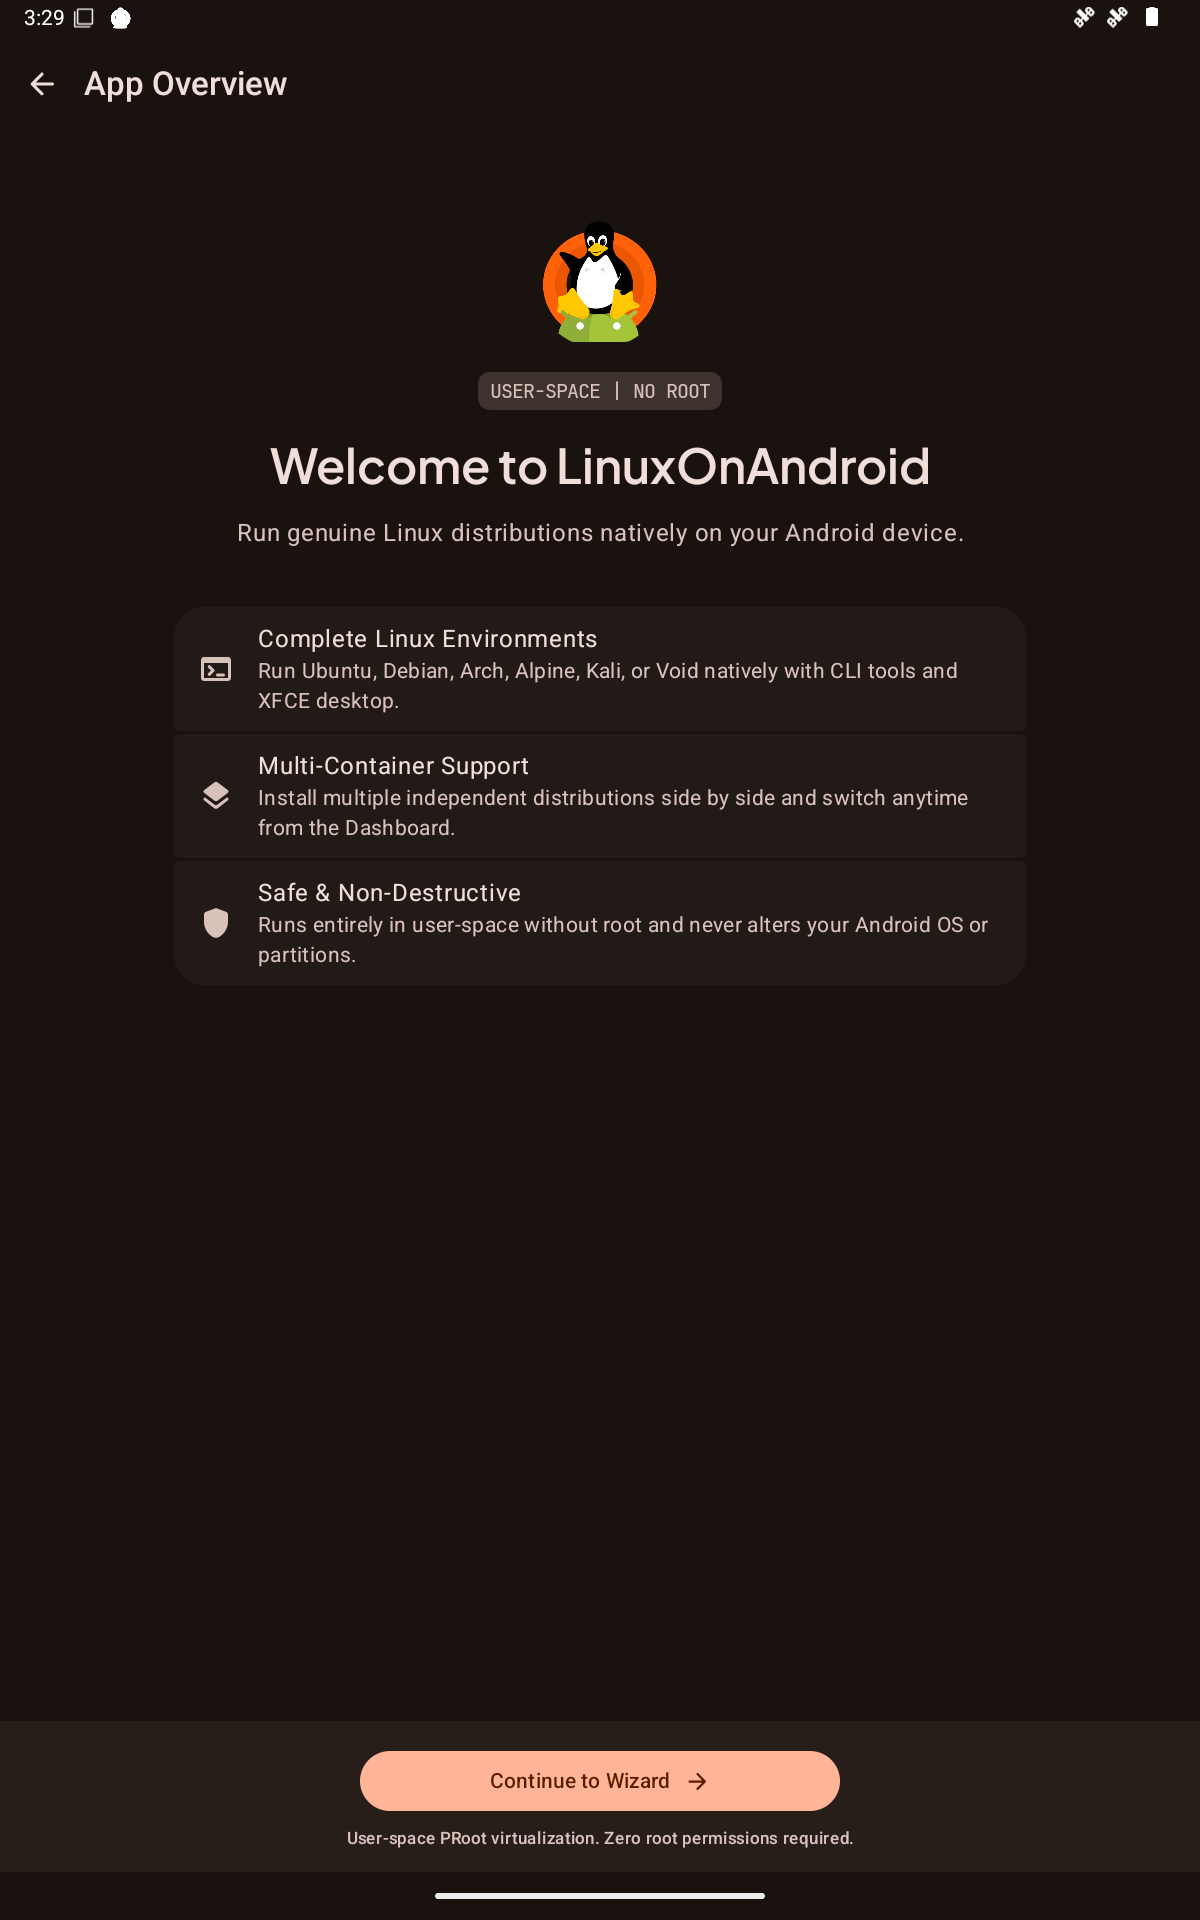 3:29
App Overview
USER-SPACE | NO ROOT
Welcome to LinuxOnAndroid
Run genuine Linux distributions natively on your Android device.
Complete Linux Environments
Run Ubuntu, Debian, Arch, Alpine, Kali, or Void natively with CLI tools and
XFCE desktop.
Multi-Container Support
Install multiple independent distributions side by side and switch anytime
from the Dashboard.
Safe & Non-Destructive
Runs entirely in user-space without root and never alters your Android OS or
partitions.
Continue to Wizard
User-space PRoot virtualization. Zero root permissions required.